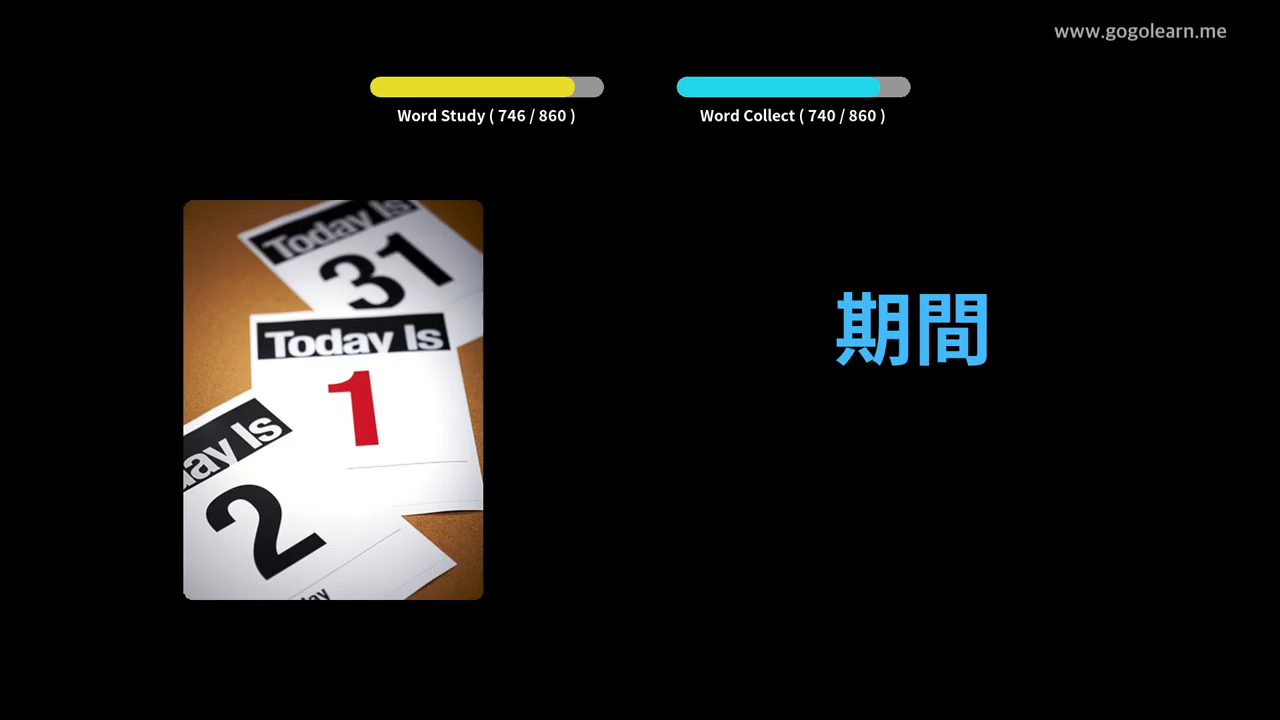 www.gogolearn.me
Word Study ( 746 / 860 )
Word Collect ( 740 / 860 )
Today Is
31
Today Is
1
ay Is
2
ay
期間